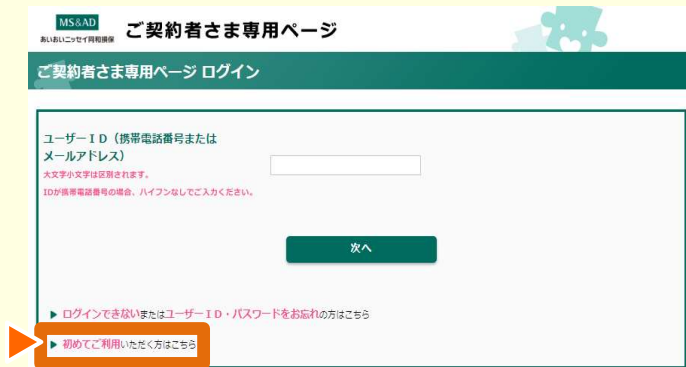 MS&AD
あいおいニッセイ同和損保
ご契約者さま専用ページ
ご契約者さま専用ページ ログイン
ユーザーＩＤ（携帯電話番号または
メールアドレス）
大文字小文字は区別されます。
IDが携帯電話番号の場合、ハイフンなしでご入力ください。
次へ
▶ ログインできないまたはユーザーＩＤ・パスワードをお忘れの方はこちら
▶ 初めてご利用いただく方はこちら